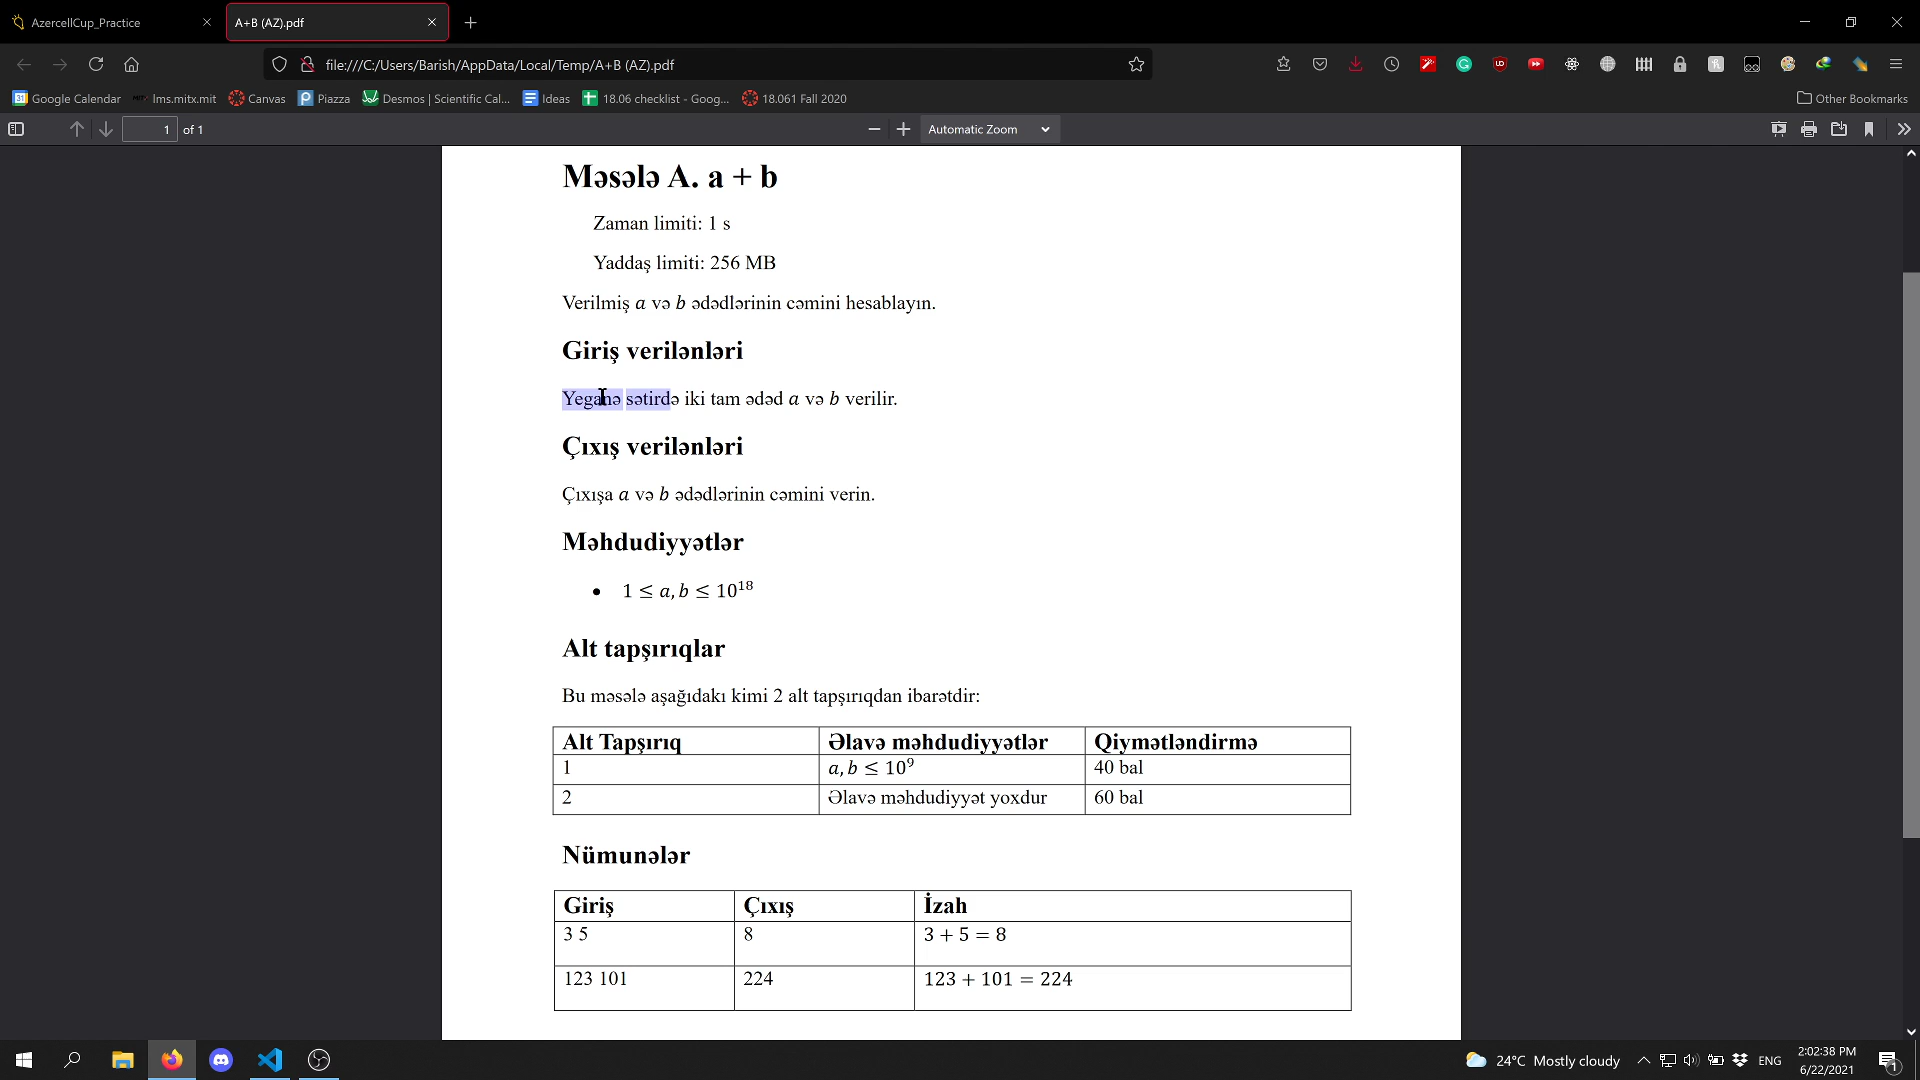 AzercellCup_Practice
A+B (AZ).pdf
file:///C:/Users/Barish/AppData/Local/Temp/A+B (AZ).pdf
Google Calendar
lms.mitx.mit
Canvas
Piazza
Desmos | Scientific Cal...
Ideas
18.06 checklist - Goog...
18.061 Fall 2020
Other Bookmarks
1 of 1
Automatic Zoom
Məsələ A. a + b
Zaman limiti: 1 s
Yaddaş limiti: 256 MB
Verilmiş a və b ədədlərinin cəmini hesablayın.
Giriş verilənləri
Yeganə sətirdə iki tam ədəd a və b verilir.
Çıxış verilənləri
Çıxışa a və b ədədlərinin cəmini verin.
Məhdudiyyətlər
• 1 ≤ a, b ≤ 10¹⁸
Alt tapşırıqlar
Bu məsələ aşağıdakı kimi 2 alt tapşırıqdan ibarətdir:
Alt Tapşırıq Əlavə məhdudiyyətlər Qiymətləndirmə
1 a, b ≤ 10⁹ 40 bal
2 Əlavə məhdudiyyət yoxdur 60 bal
Nümunələr
Giriş Çıxış İzah
3 5 8 3 + 5 = 8
123 101 224 123 + 101 = 224
24°C Mostly cloudy
ENG
2:02:38 PM
6/22/2021
1